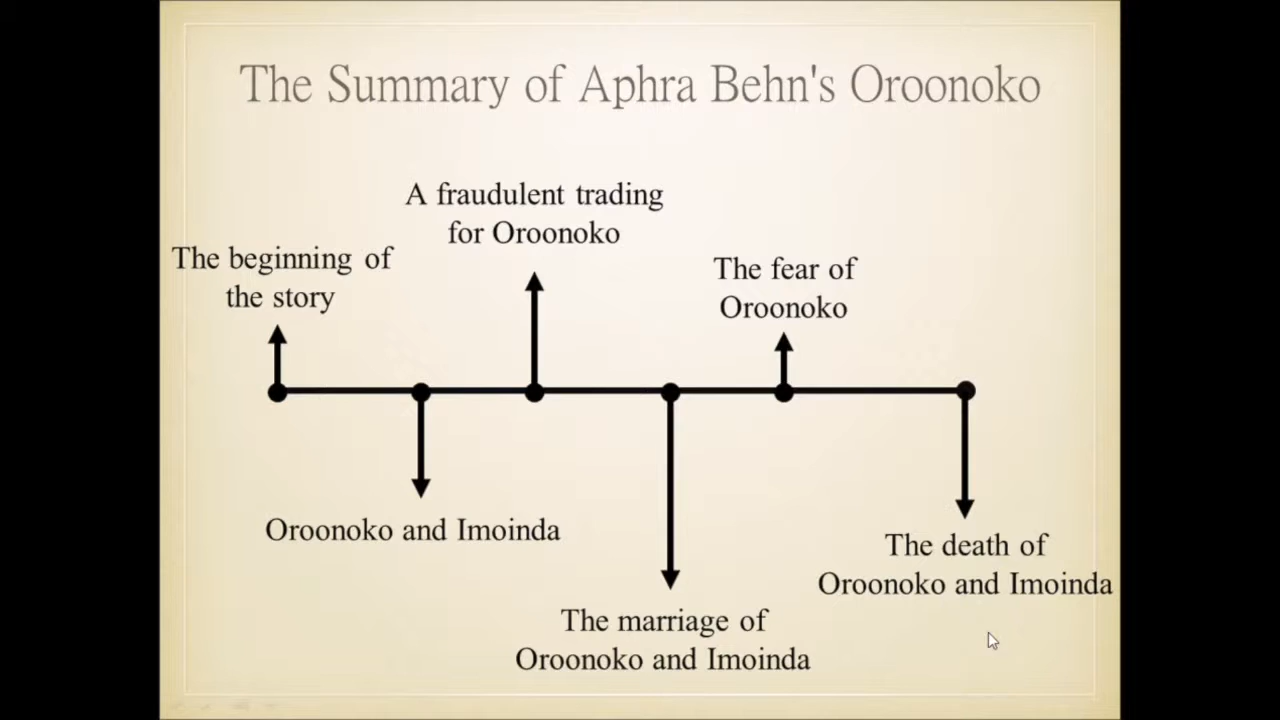 The Summary of Aphra Behn's Oroonoko
The beginning of
the story
Oroonoko and Imoinda
A fraudulent trading
for Oroonoko
The marriage of
Oroonoko and Imoinda
The fear of
Oroonoko
The death of
Oroonoko and Imoinda